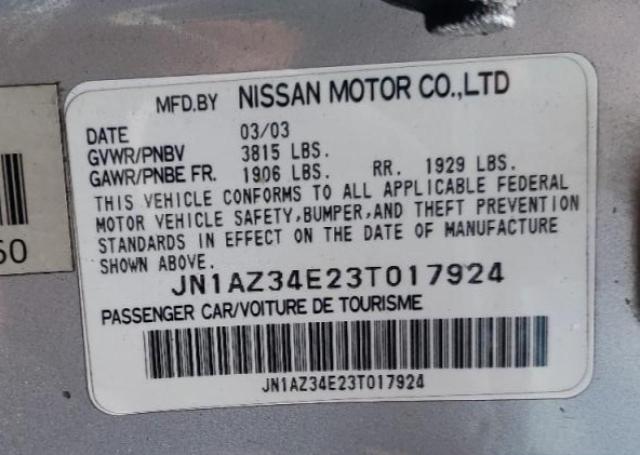 MFD.BY NISSAN MOTOR CO.,LTD
DATE 03/03
GVWR/PNBV 3815 LBS.
GAWR/PNBE FR. 1906 LBS. RR. 1929 LBS.
THIS VEHICLE CONFORMS TO ALL APPLICABLE FEDERAL
MOTOR VEHICLE SAFETY,BUMPER,AND THEFT PREVENTION
STANDARDS IN EFFECT ON THE DATE OF MANUFACTURE
SHOWN ABOVE.
JN1AZ34E23T017924
PASSENGER CAR/VOITURE DE TOURISME
JN1AZ34E23T017924